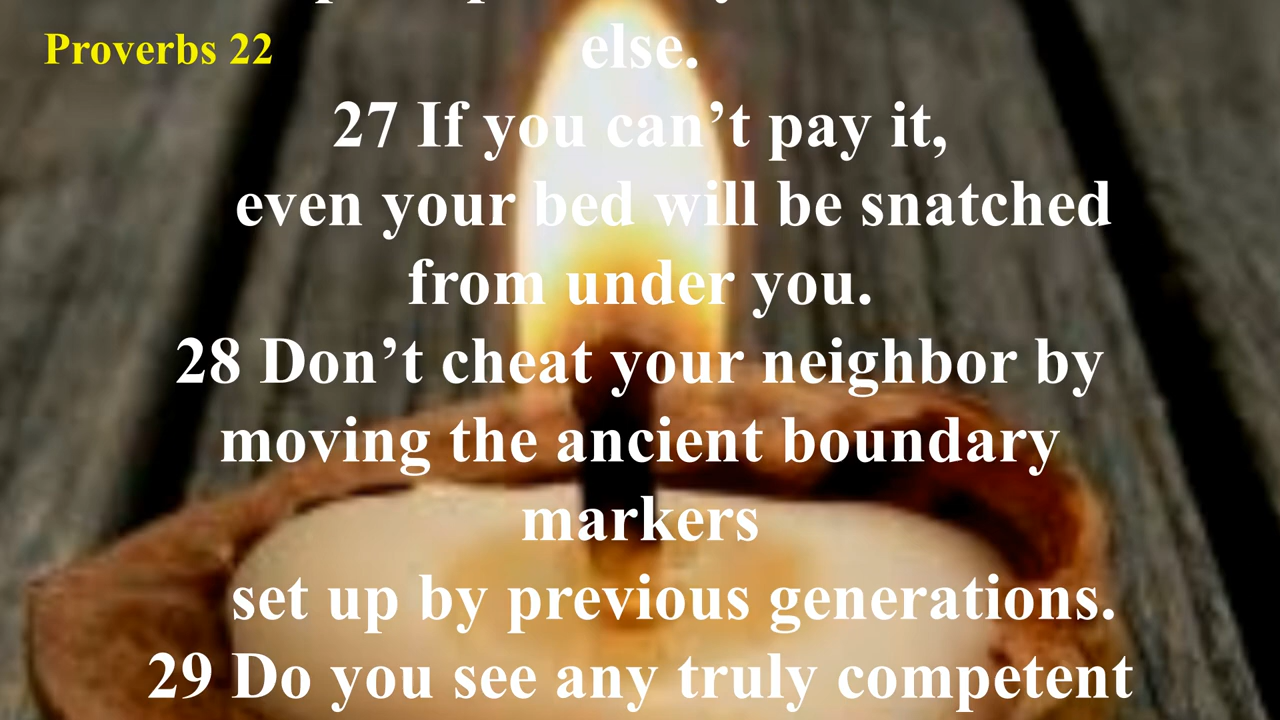 Proverbs 22
else.
27 If you can’t pay it,
even your bed will be snatched
from under you.
28 Don’t cheat your neighbor by
moving the ancient boundary
markers
set up by previous generations.
29 Do you see any truly competent